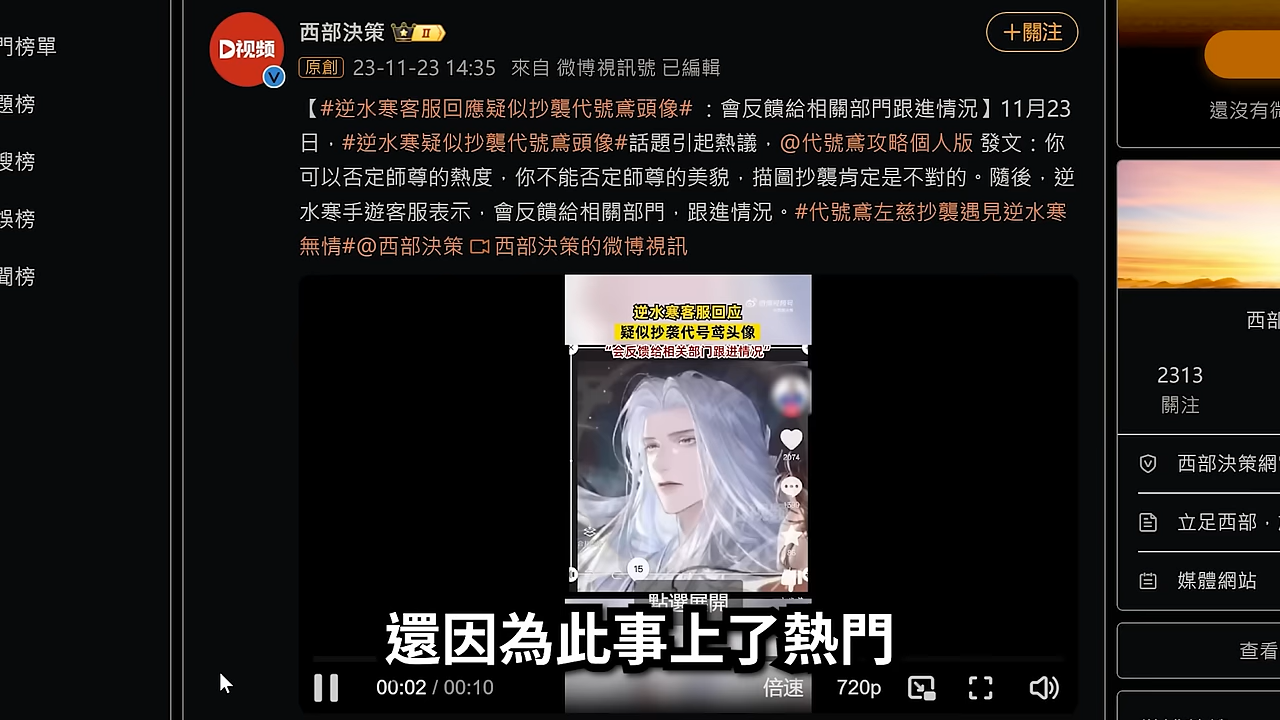 門榜單
題榜
搜榜
娛榜
聞榜
D视频
西部決策
II
十關注
原創 23-11-23 14:35 來自 微博視訊號 已編輯
【#逆水寒客服回應疑似抄襲代號鳶頭像# ：會反饋給相關部門跟進情況】11月23
日，#逆水寒疑似抄襲代號鳶頭像#話題引起熱議，@代號鳶攻略個人版 發文：你
可以否定師尊的熱度，你不能否定師尊的美貌，描圖抄襲肯定是不對的。隨後，逆
水寒手遊客服表示，會反饋給相關部門，跟進情況。#代號鳶左慈抄襲遇見逆水寒
無情#@西部決策 西部決策的微博視訊
逆水寒客服回应
疑似抄袭代号鸢头像
“会反馈给相关部门跟进情况”
2074
15
點選展開
還因為此事上了熱門
00:02 / 00:10
倍速
720p
還沒有微
西部
2313
關注
西部決策網
立足西部，
媒體網站
查看